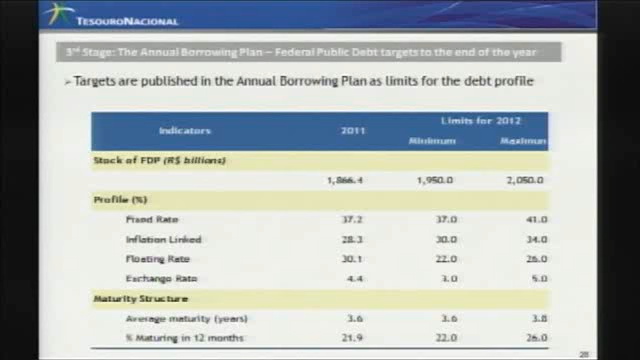 TESOURONACIONAL
3rd Stage: The Annual Borrowing Plan – Federal Public Debt targets to the end of the year
➢Targets are published in the Annual Borrowing Plan as limits for the debt profile
Indicators 2011 Limits for 2012
Minimum Maximun
Stock of FDP (R$ billions)
1,866.4 1,950.0 2,050.0
Profile (%)
Fixed Rate 37.2 37.0 41.0
Inflation Linked 28.3 30.0 34.0
Floating Rate 30.1 22.0 26.0
Exchange Rate 4.4 3.0 5.0
Maturity Structure
Average maturity (years) 3.6 3.6 3.8
% Maturing in 12 months 21.9 22.0 26.0
28